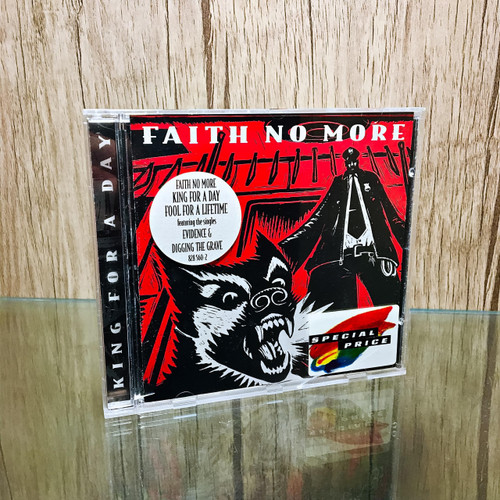 FAITH NO MORE
KING FOR A DAY
FAITH NO MORE
KING FOR A DAY
FOOL FOR A LIFETIME
featuring the singles
EVIDENCE &
DIGGING THE GRAVE
828 560-2
SPECIAL
PRICE